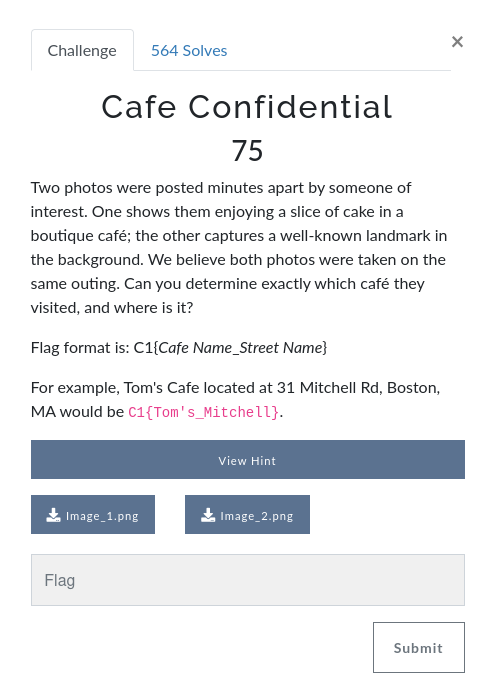 Challenge
564 Solves
×
Cafe Confidential
75
Two photos were posted minutes apart by someone of
interest. One shows them enjoying a slice of cake in a
boutique café; the other captures a well-known landmark in
the background. We believe both photos were taken on the
same outing. Can you determine exactly which café they
visited, and where is it?
Flag format is: C1{Cafe Name_Street Name}
For example, Tom's Cafe located at 31 Mitchell Rd, Boston,
MA would be C1{Tom's_Mitchell}.
View Hint
Image_1.png
Image_2.png
Flag
Submit